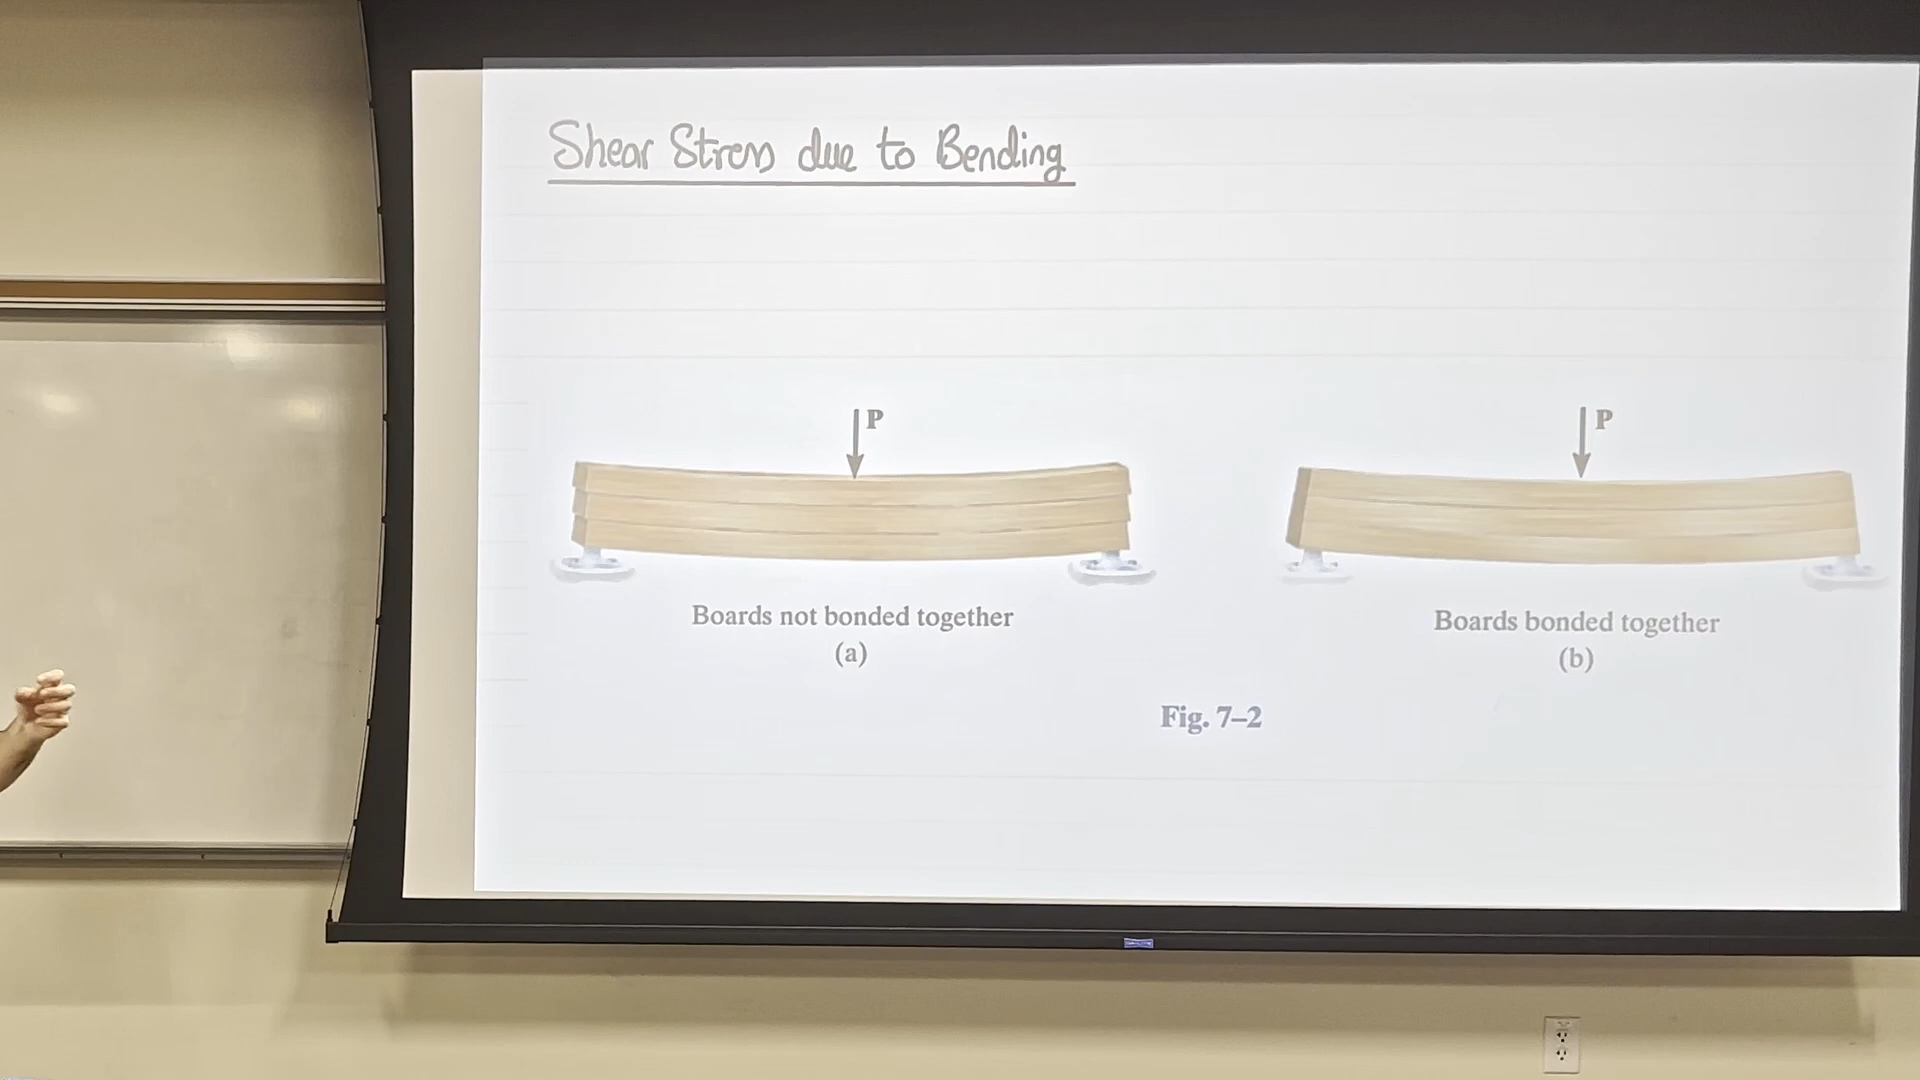 Shear Stress due to Bending
P
P
Boards not bonded together
(a)
Boards bonded together
(b)
Fig. 7–2